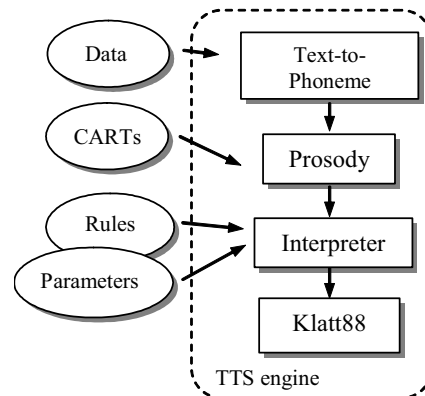 Data
Text-to-
Phoneme
CARTs
Prosody
Rules
Interpreter
Parameters
Klatt88
TTS engine